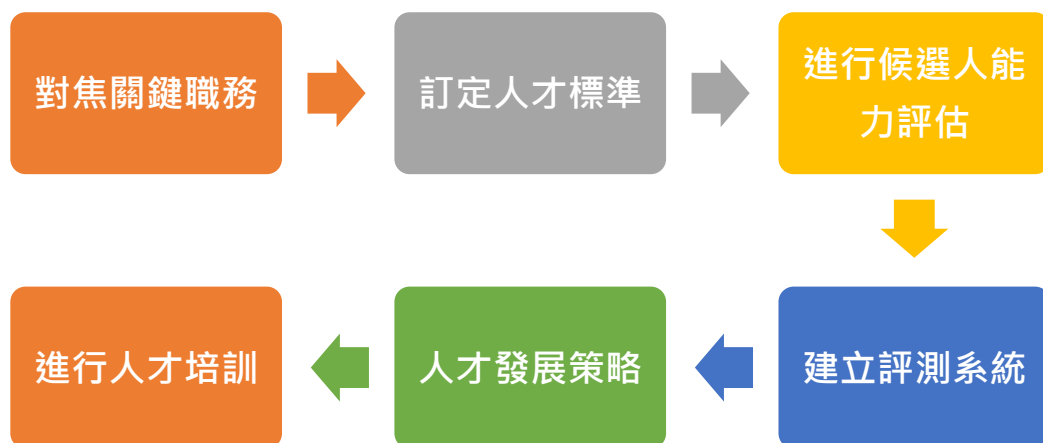 對焦關鍵職務
訂定人才標準
進行候選人能
力評估
建立評測系統
人才發展策略
進行人才培訓